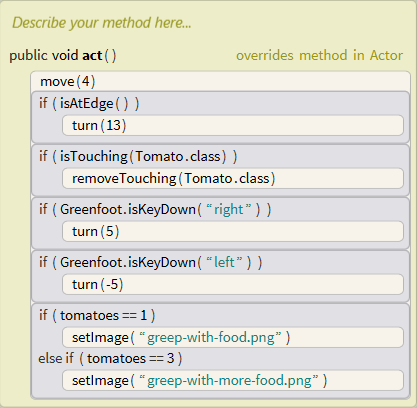 Describe your method here...
public void act() overrides method in Actor
move(4)
if ( isAtEdge() )
turn(13)
if ( isTouching(Tomato.class) )
removeTouching(Tomato.class)
if ( Greenfoot.isKeyDown( “right” ) )
turn(5)
if ( Greenfoot.isKeyDown( “left” ) )
turn(-5)
if ( tomatoes == 1 )
setImage( “greep-with-food.png” )
else if ( tomatoes == 3 )
setImage( “greep-with-more-food.png” )